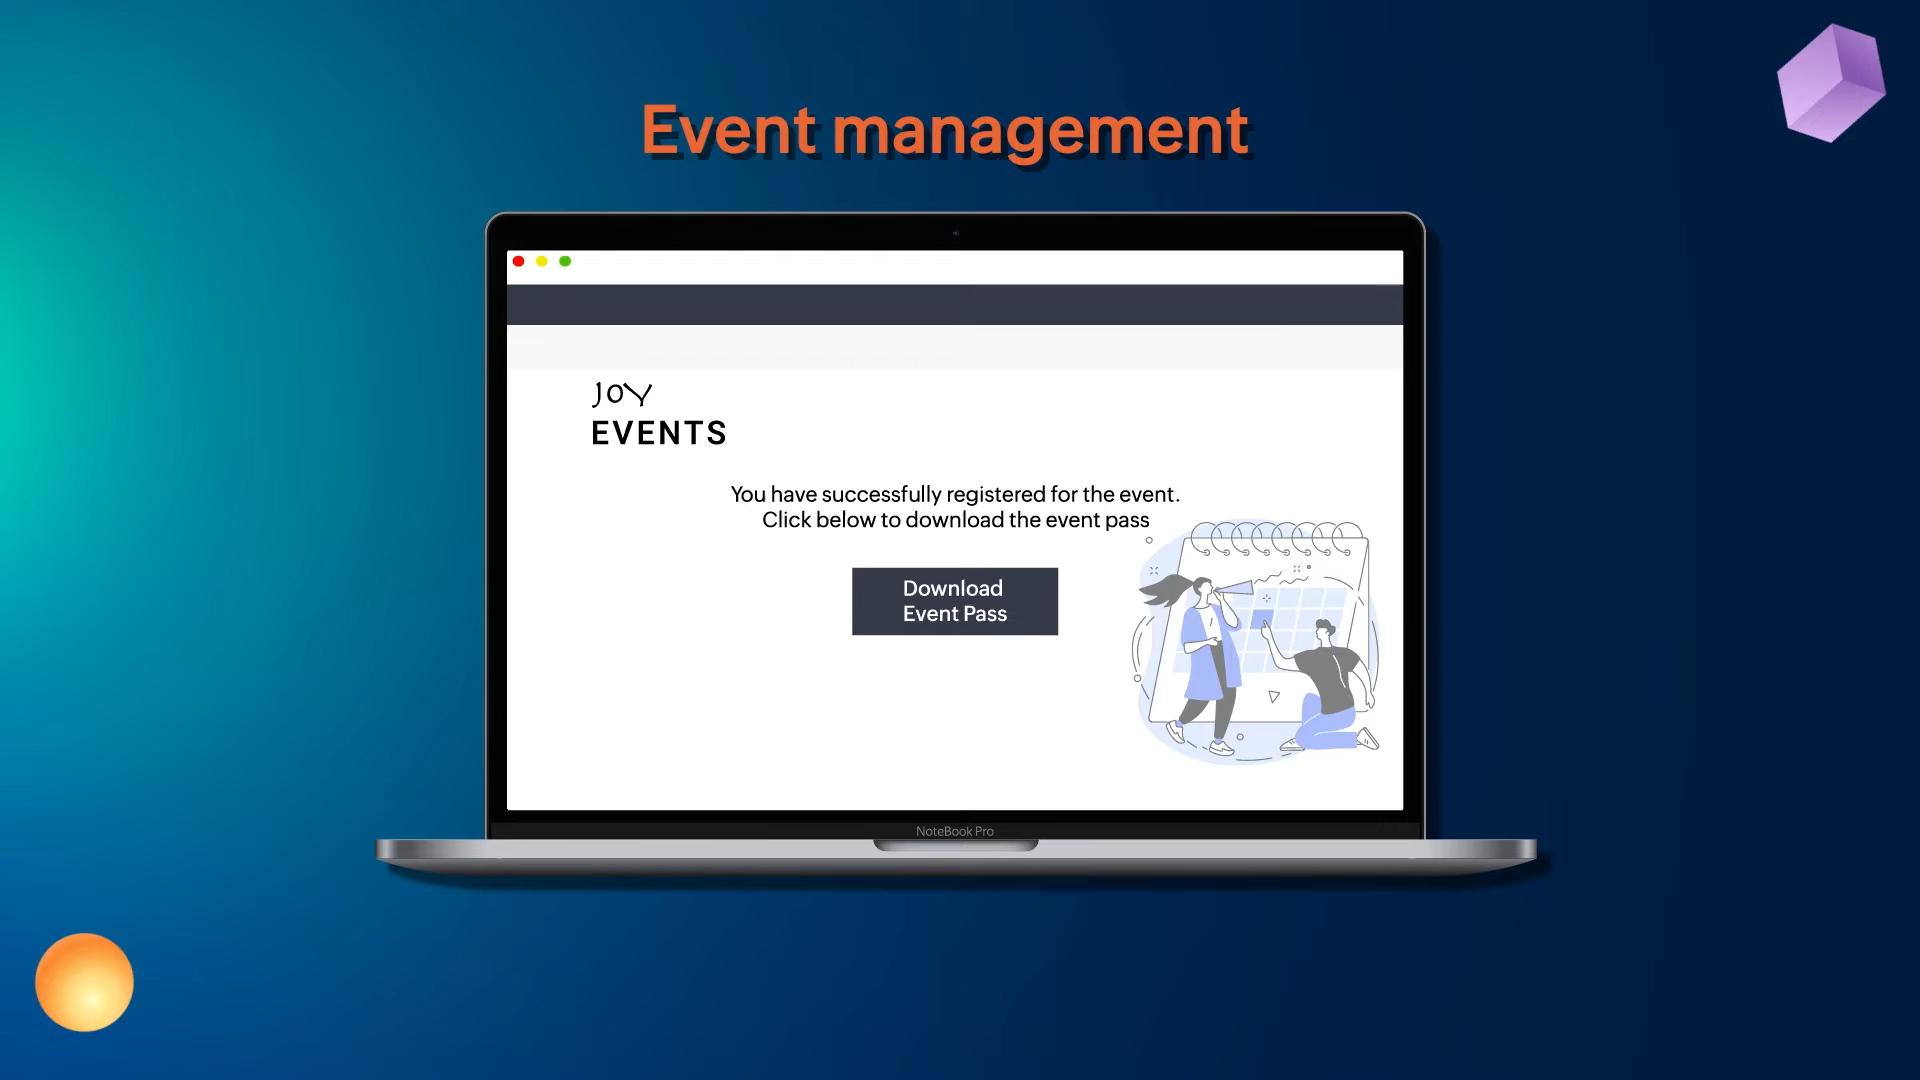 Event management
JOY
EVENTS
You have successfully registered for the event.
Click below to download the event pass
Download
Event Pass
NoteBook Pro